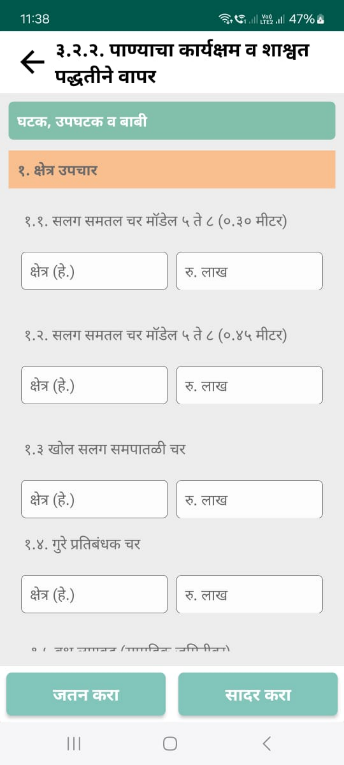 11:38
47%
३.२.२. पाण्याचा कार्यक्षम व शाश्वत
पद्धतीने वापर
घटक, उपघटक व बाबी
१. क्षेत्र उपचार
१.१. सलग समतल चर मॉडेल ५ ते ८ (०.३० मीटर)
क्षेत्र (हे.) रु. लाख
१.२. सलग समतल चर मॉडेल ५ ते ८ (०.४५ मीटर)
क्षेत्र (हे.) रु. लाख
१.३ खोल सलग समपातळी चर
क्षेत्र (हे.) रु. लाख
१.४. गुरे प्रतिबंधक चर
क्षेत्र (हे.) रु. लाख
जतन करा सादर करा